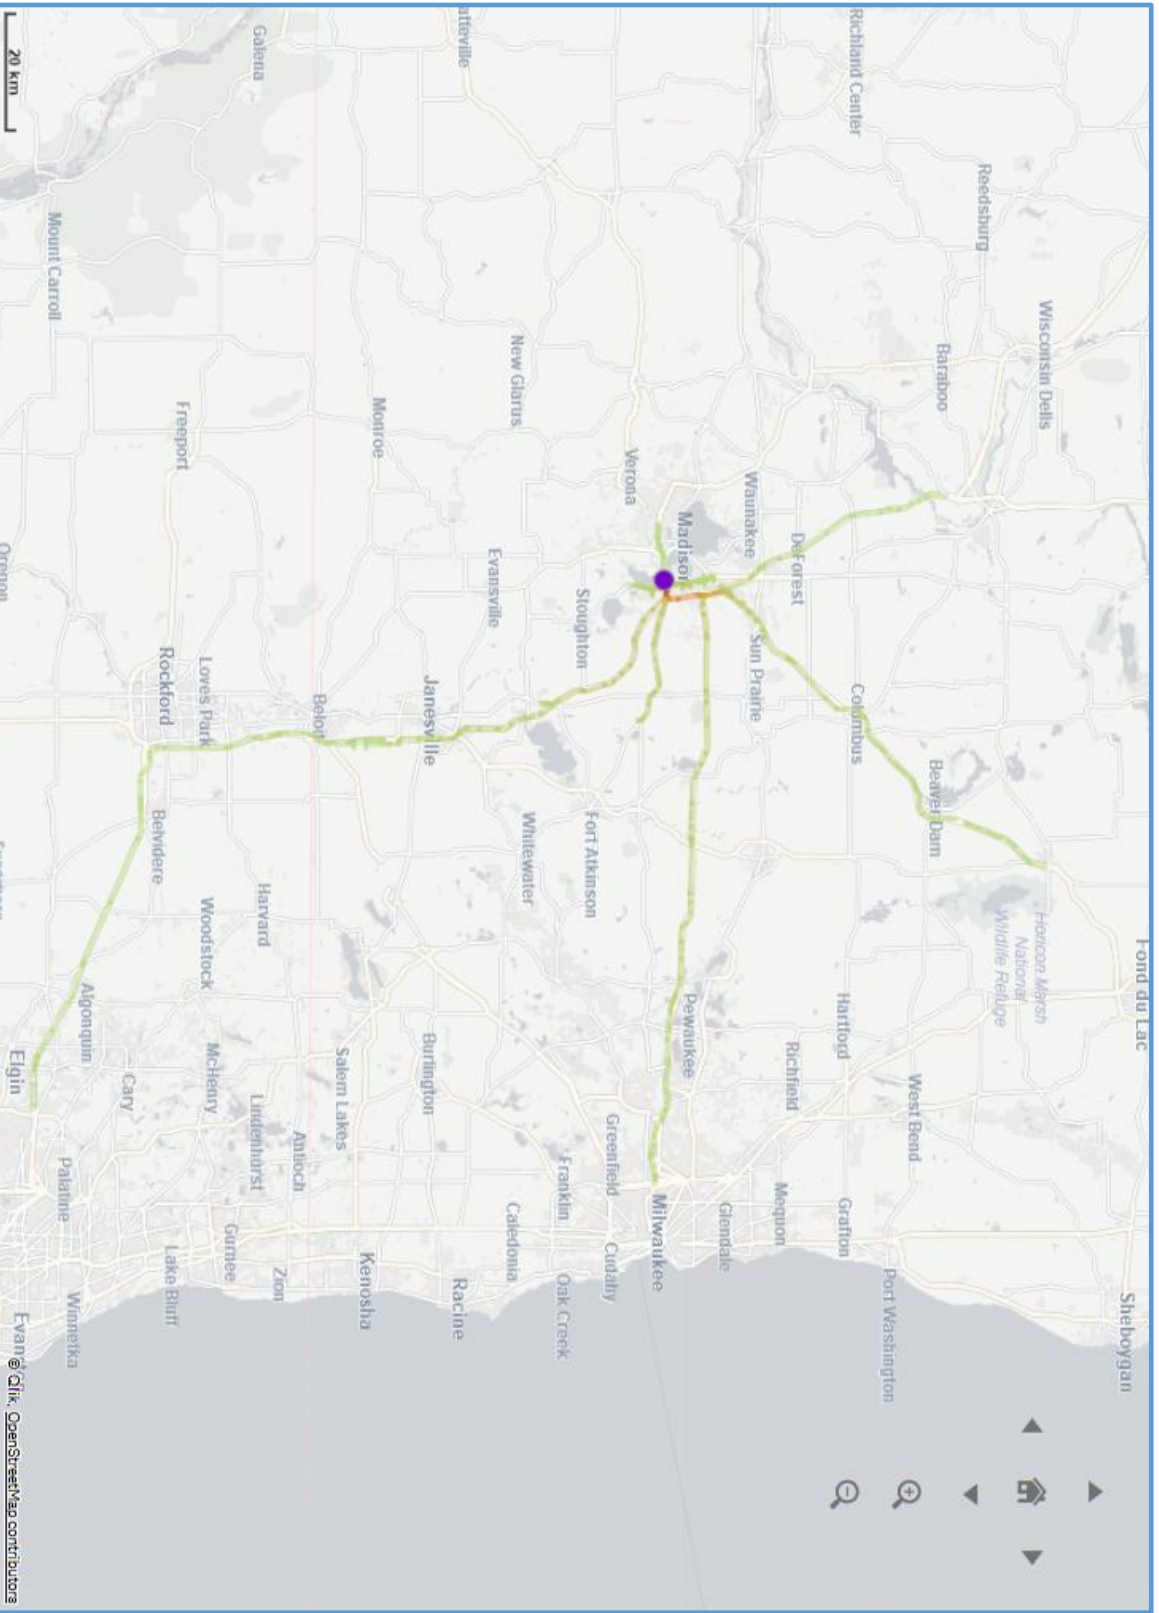 Fond du Lac
Sheboygan
Wisconsin Dells
Horicon Marsh
National
Wildlife Refuge
Reedsburg
Baraboo
Beaver Dam
West Bend
Port Washington
Richland Center
Columbus
Hartford
Grafton
DeForest
Richfield
Mequon
Waunakee
Sun Prairie
Glendale
Madison
Pewaukee
Milwaukee
Verona
Greenfield
Cudahy
Stoughton
Fort Atkinson
Franklin
Oak Creek
New Glarus
Whitewater
Caledonia
Evansville
Racine
atteville
Janesville
Burlington
Monroe
Kenosha
Beloit
Salem Lakes
Antioch
Zion
Galena
Harvard
Lindenhurst
Gurnee
Loves Park
Woodstock
McHenry
Freeport
Rockford
Belvidere
Lake Bluff
Cary
Algonquin
Mount Carroll
Palatine
Winnetka
Elgin
Oregon
20 km
© Qlik, OpenStreetMap contributors